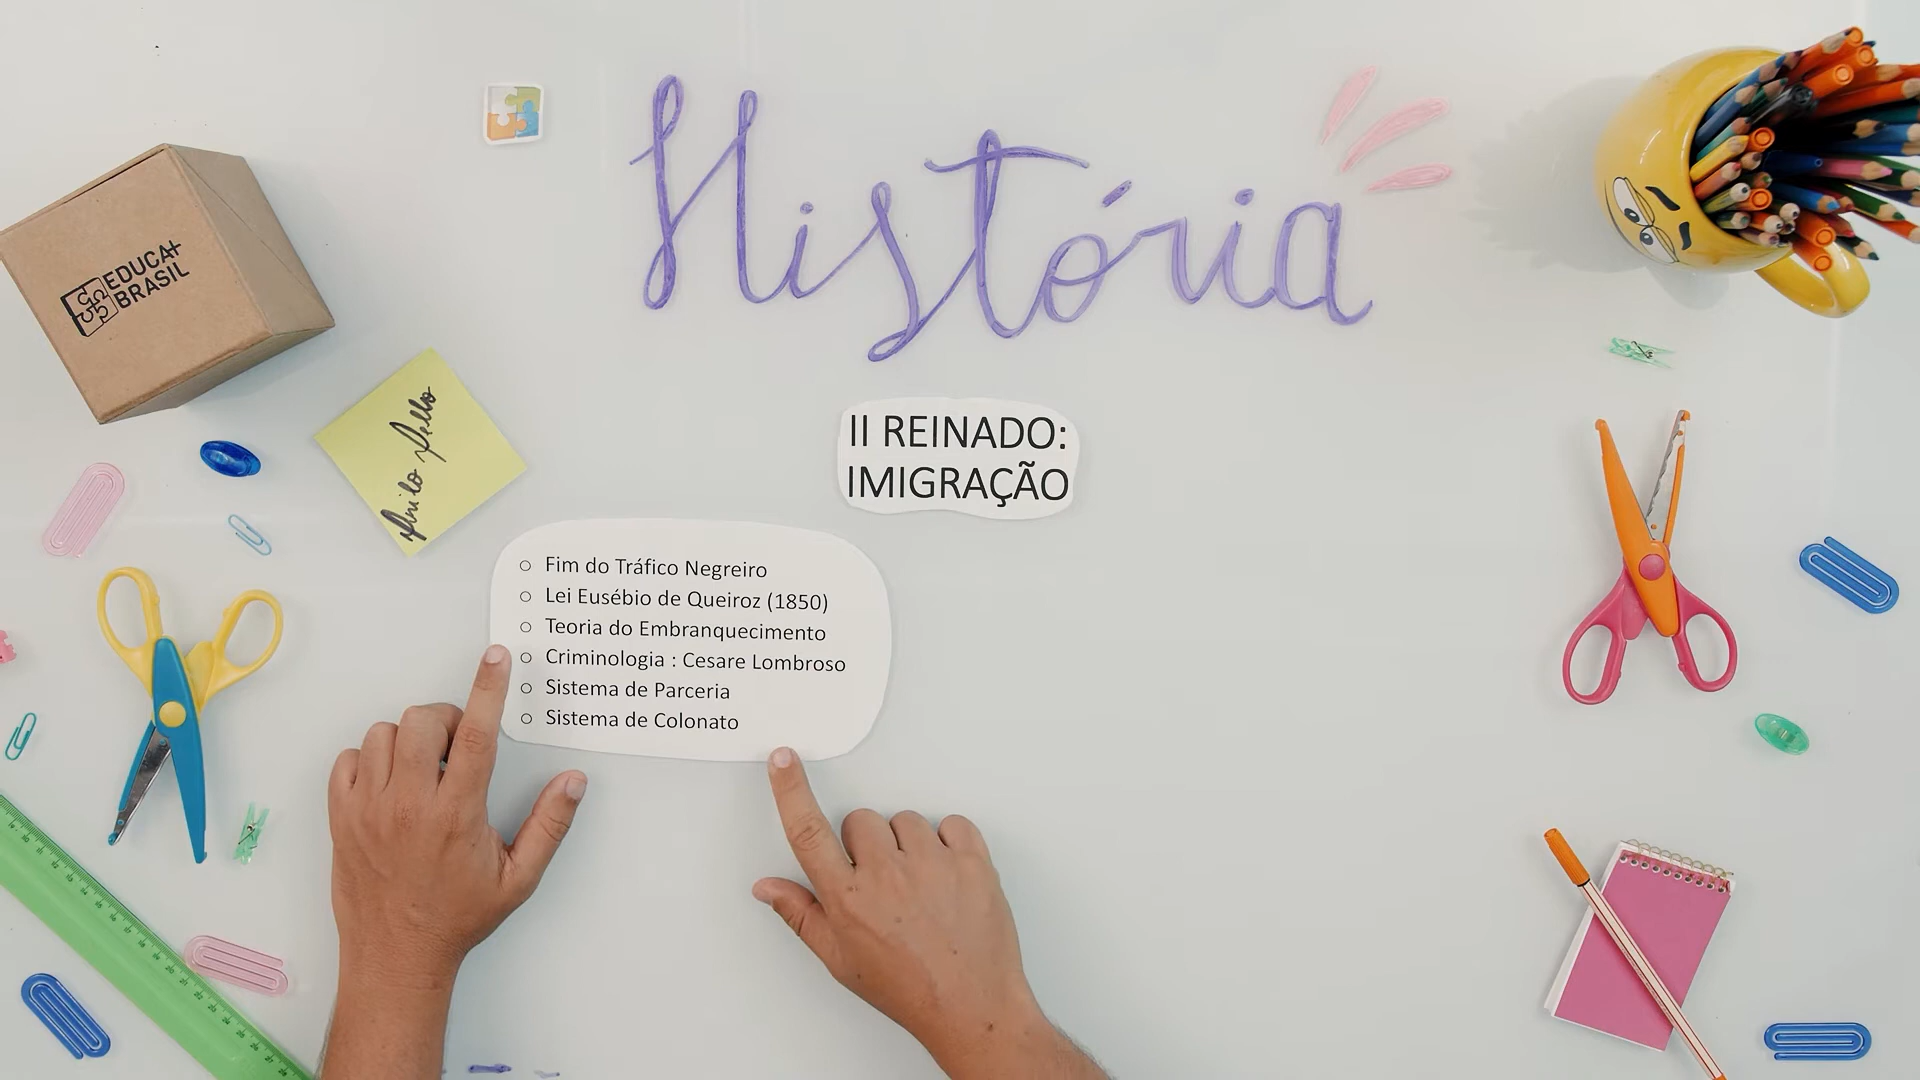 História
EDUCA+
BRASIL
II REINADO:
IMIGRAÇÃO
Fim do Tráfico Negreiro
Lei Eusébio de Queiroz (1850)
Teoria do Embranquecimento
Criminologia : Cesare Lombroso
Sistema de Parceria
Sistema de Colonato